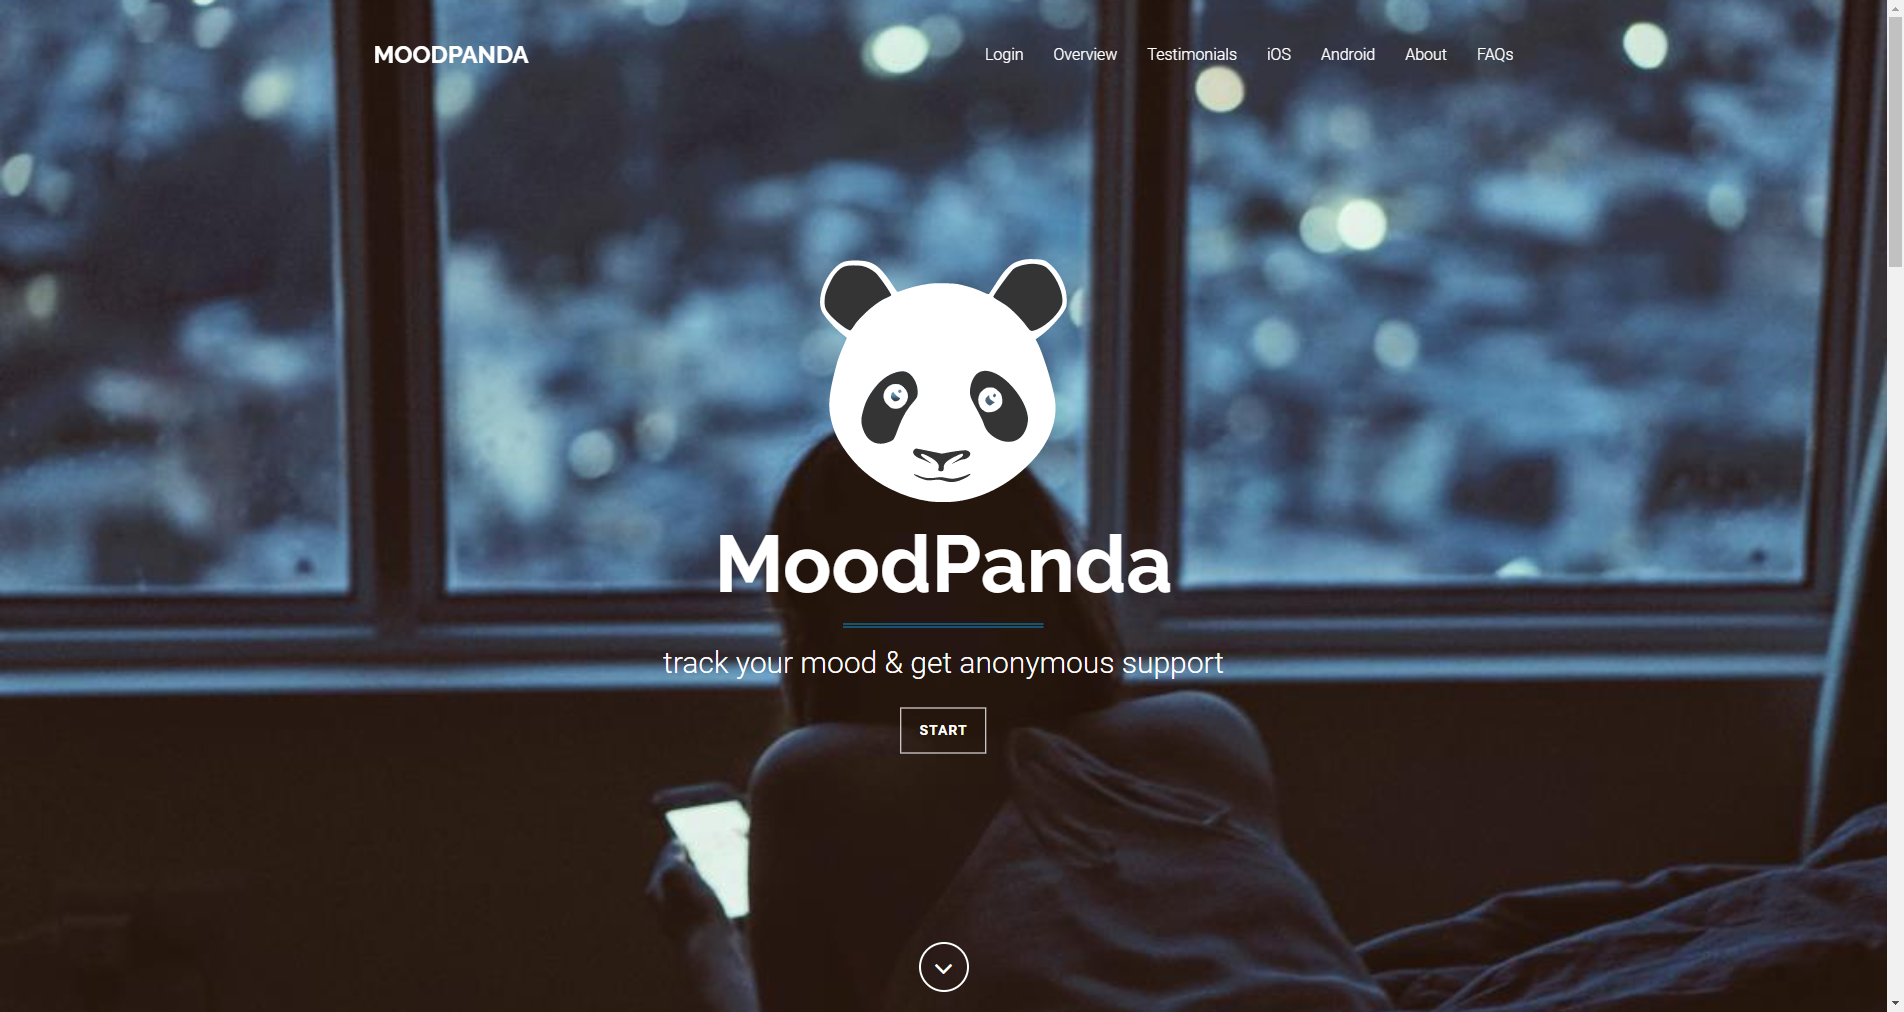 MOODPANDA
Login Overview Testimonials iOS Android About FAQs
MoodPanda
track your mood & get anonymous support
START